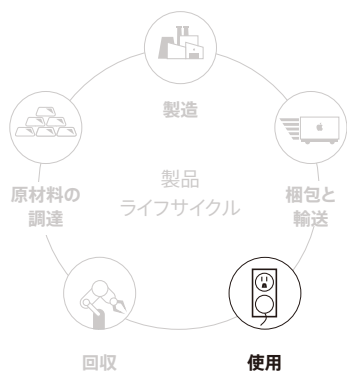 製造
原材料の
調達
製品
ライフサイクル
梱包と
輸送
回収
使用